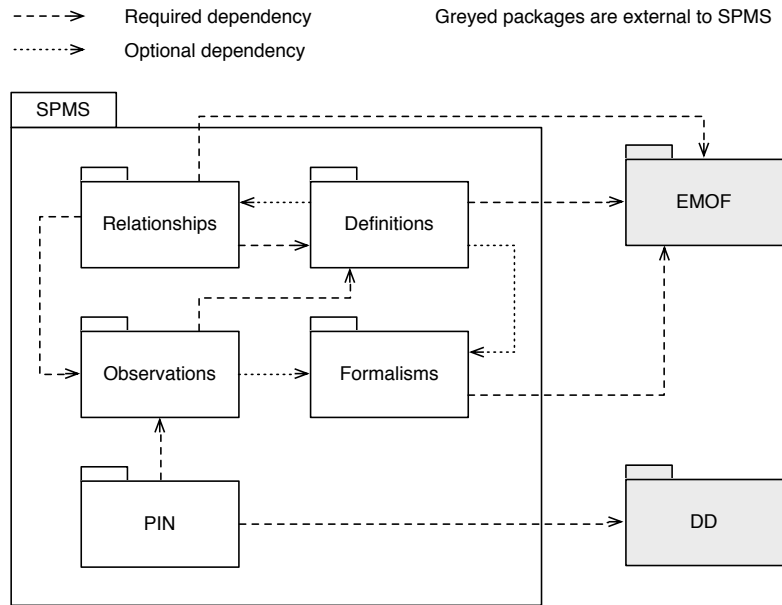 Required dependency
Greyed packages are external to SPMS
Optional dependency
SPMS
EMOF
Relationships
Definitions
Observations
Formalisms
PIN
DD